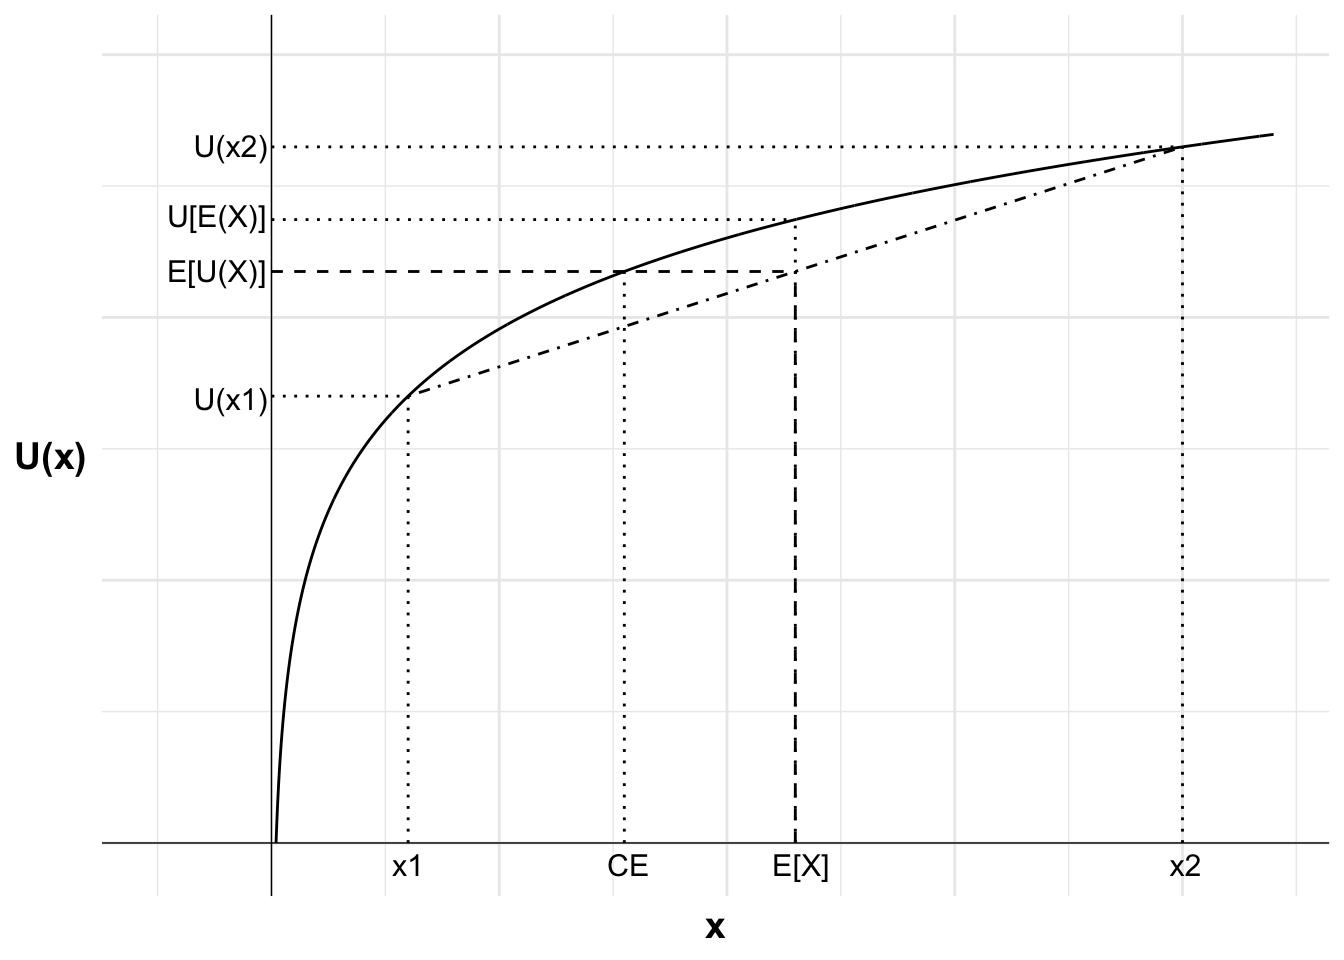 U(x2)
U[E(X)]
E[U(X)]
U(x1)
U(x)
x1 CE E[X] x2
x